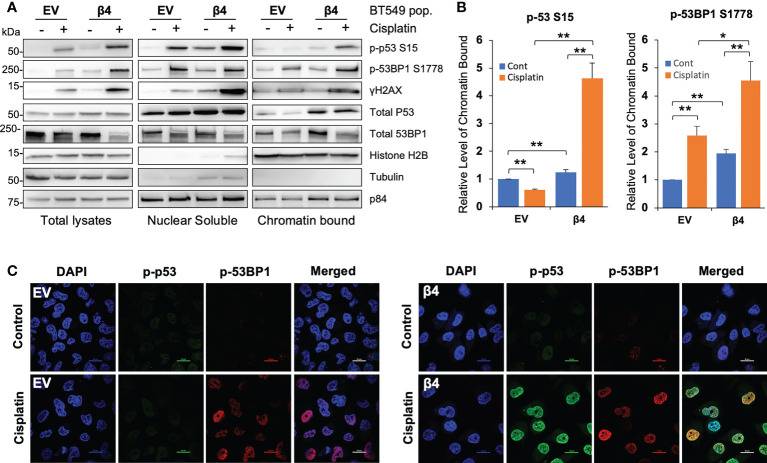 A
EV β4 EV β4 EV β4 BT549 pop.
kDa - + - + - + - + - + - + Cisplatin
50 p-p53 S15
250 p-53BP1 S1778
15 γH2AX
50 Total P53
250 Total 53BP1
15 Histone H2B
50 Tubulin
75 p84
Total lysates Nuclear Soluble Chromatin bound
B
p-53 S15
Relative Level of Chromatin Bound
6
5
4
3
2
1
0
Cont
Cisplatin
**
**
**
**
EV β4
p-53BP1 S1778
Relative Level of Chromatin Bound
6
5
4
3
2
1
0
Cont
Cisplatin
*
**
**
**
EV β4
C
DAPI p-p53 p-53BP1 Merged
Control
EV
Cisplatin
EV
DAPI p-p53 p-53BP1 Merged
Control
β4
Cisplatin
β4